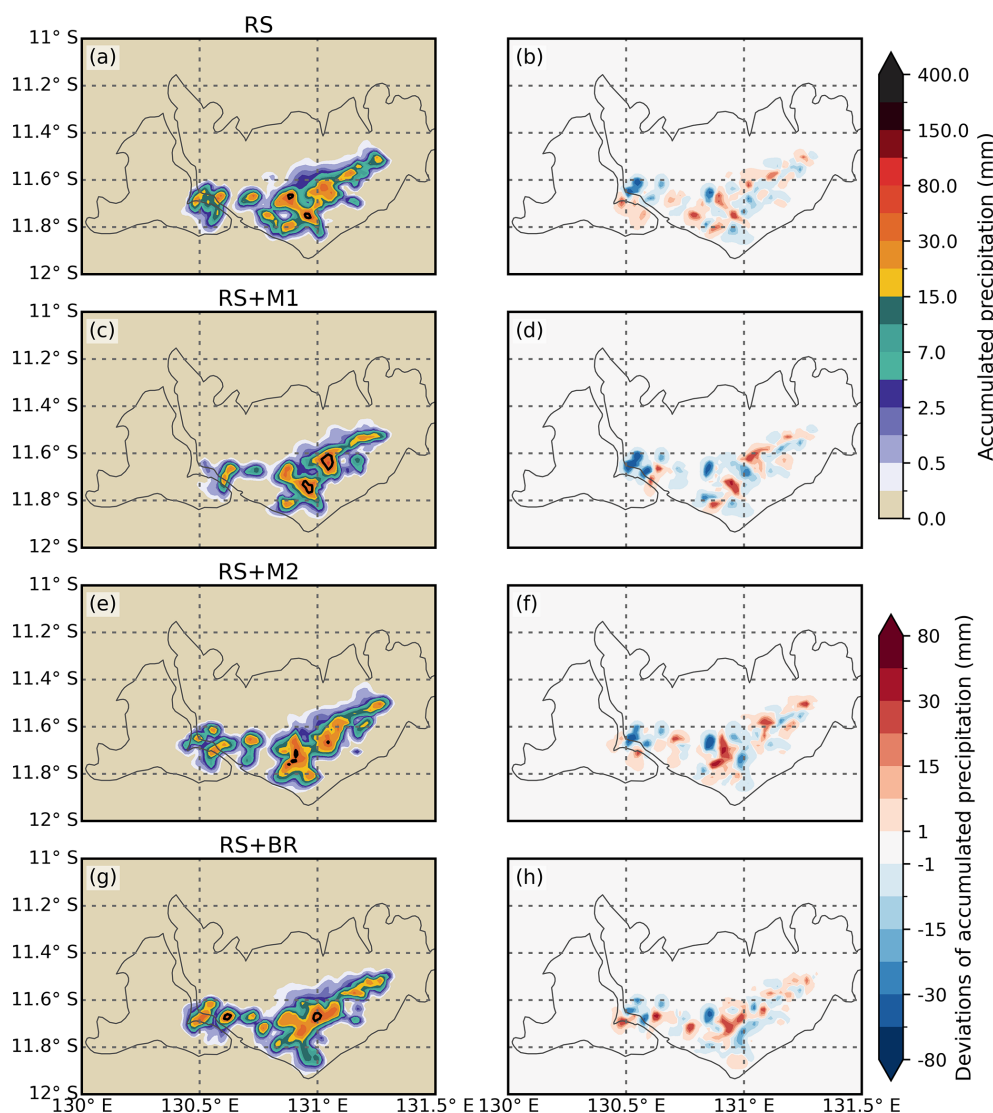 RS
11° S
(a)
(b)
11.2° S
11.4° S
11.6° S
11.8° S
12° S
RS+M1
11° S
(c)
(d)
11.2° S
11.4° S
11.6° S
11.8° S
12° S
RS+M2
11° S
(e)
(f)
11.2° S
11.4° S
11.6° S
11.8° S
12° S
RS+BR
11° S
(g)
(h)
11.2° S
11.4° S
11.6° S
11.8° S
12° S
130° E 130.5° E 131° E 131.5° E
130° E 130.5° E 131° E 131.5° E
400.0
150.0
80.0
30.0
15.0
7.0
2.5
0.5
0.0
Accumulated precipitation (mm)
80
30
15
1
-1
-15
-30
-80
Deviations of accumulated precipitation (mm)